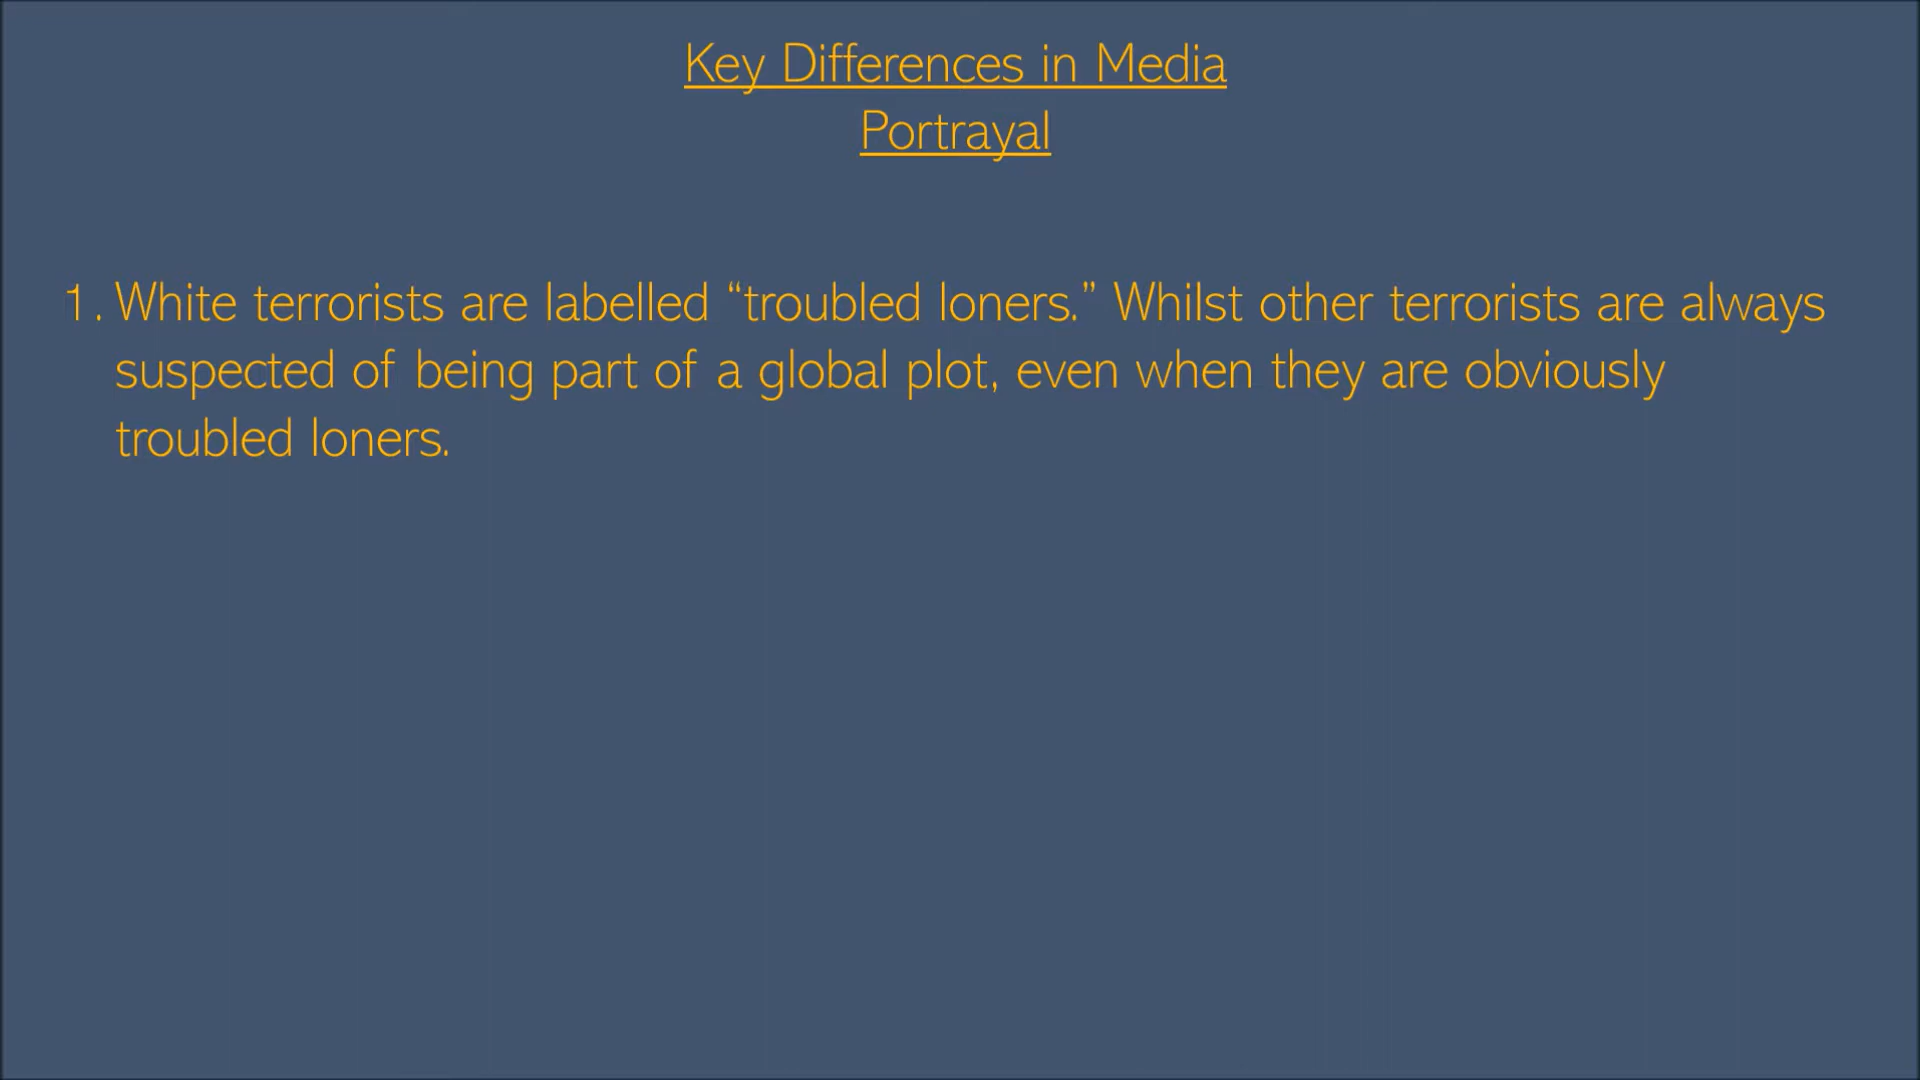 Key Differences in Media
Portrayal
1. White terrorists are labelled “troubled loners.” Whilst other terrorists are always
suspected of being part of a global plot, even when they are obviously
troubled loners.